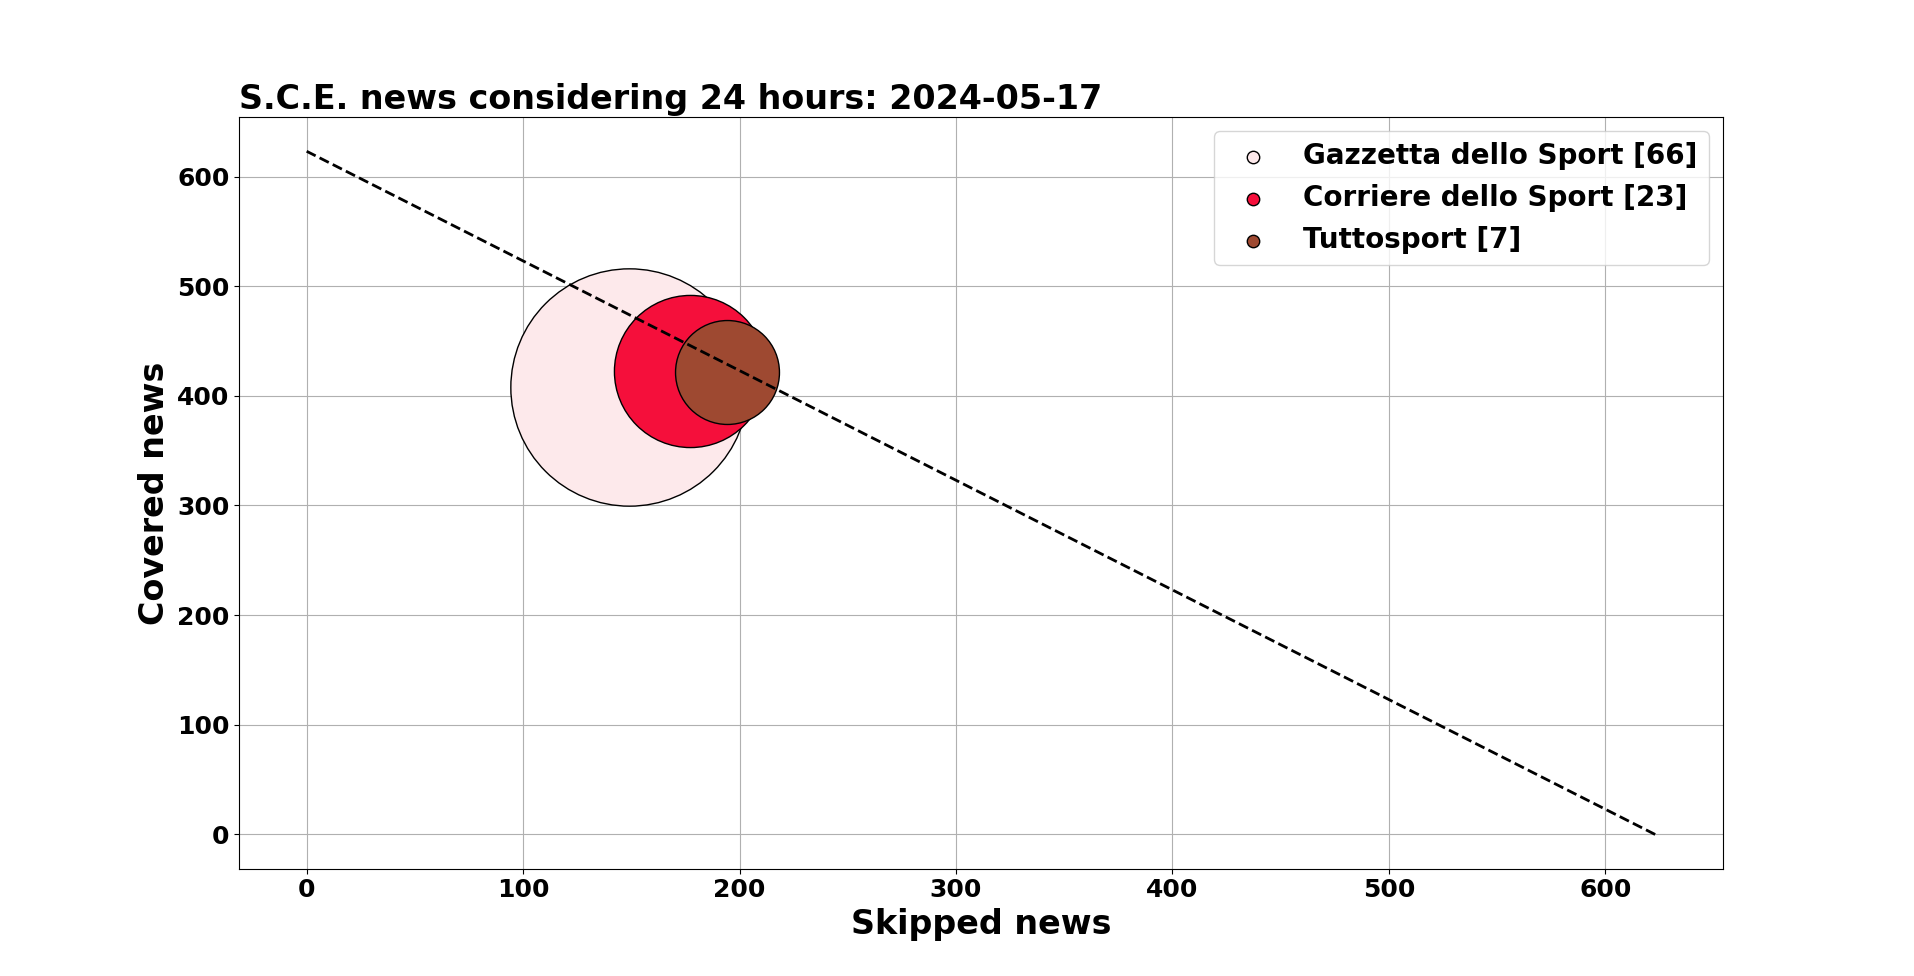 S.C.E. news considering 24 hours: 2024-05-17
Gazzetta dello Sport [66]
Corriere dello Sport [23]
Tuttosport [7]
Covered news
600
500
400
300
200
100
0
0 100 200 300 400 500 600
Skipped news